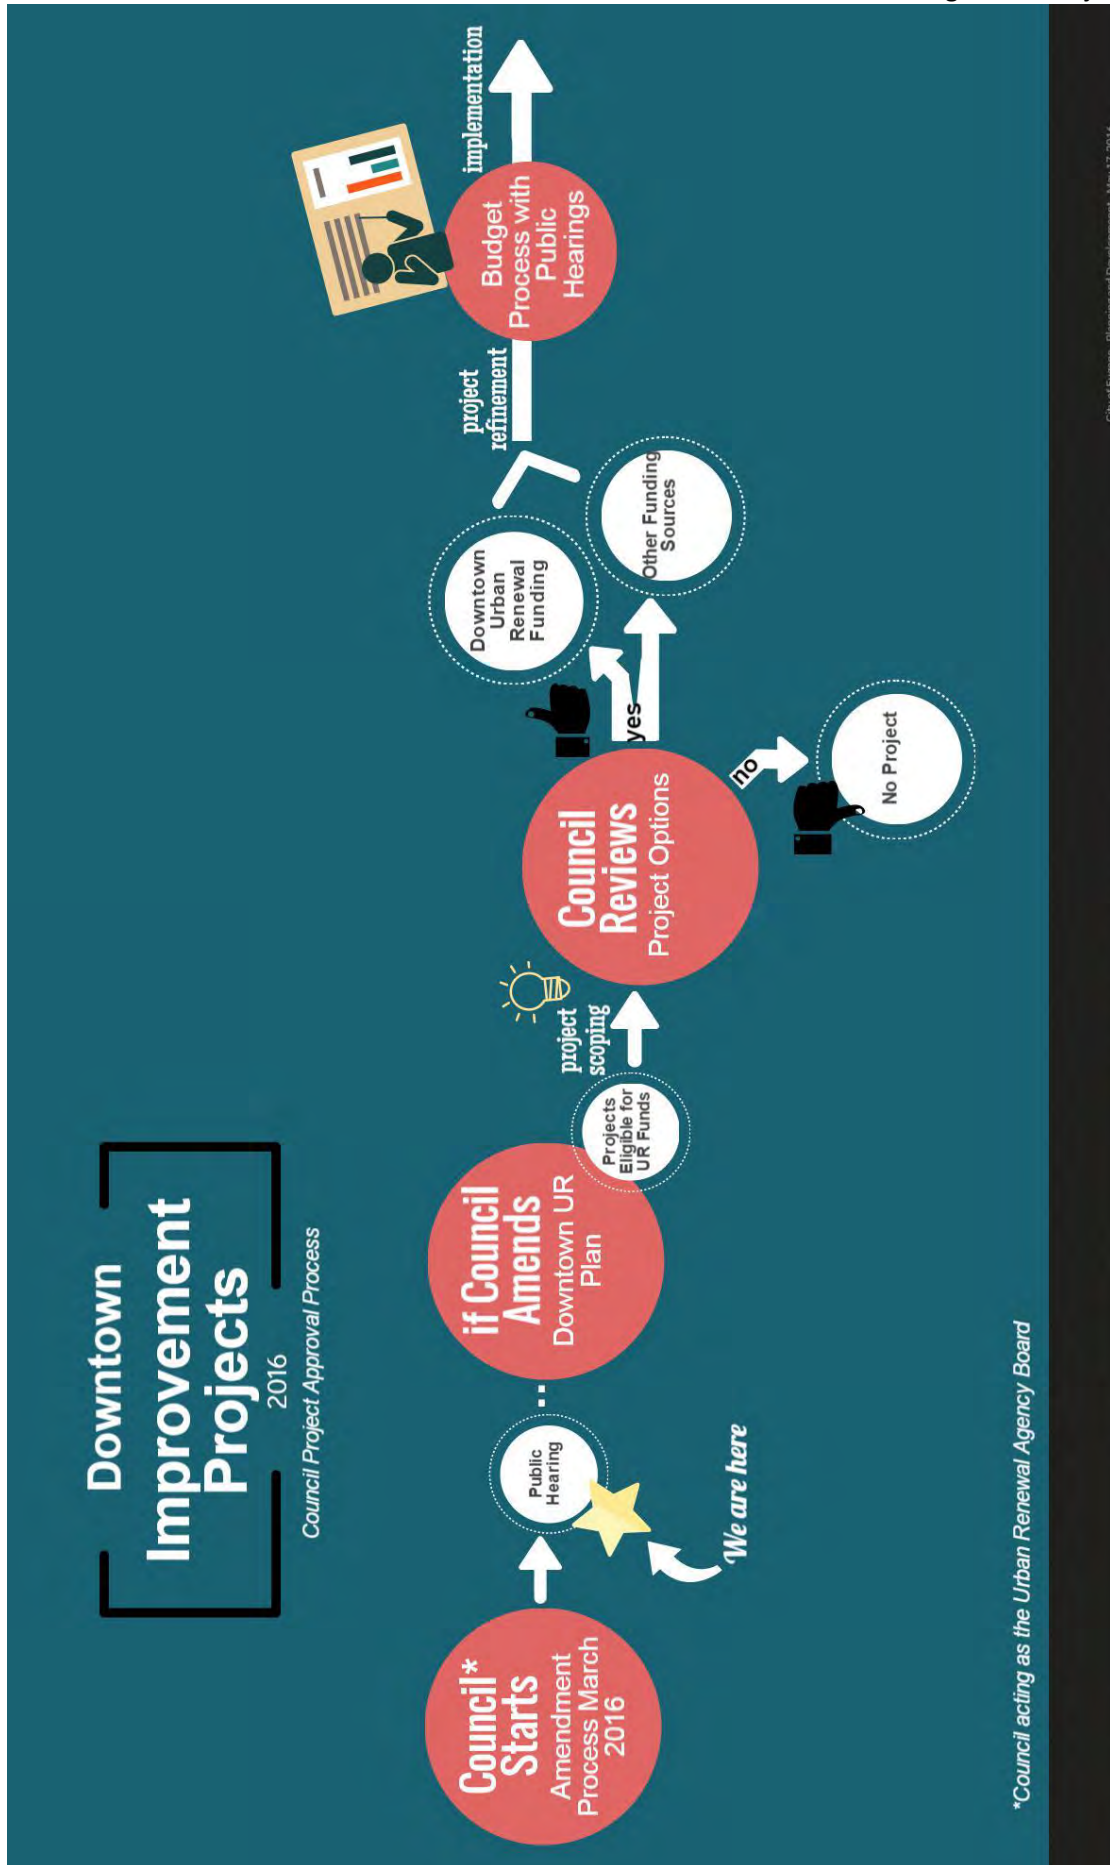 Downtown
Improvement
Projects
2016
Council Project Approval Process
Council*
Starts
Amendment
Process March
2016
Public
Hearing
We are here
if Council
Amends
Downtown UR
Plan
Projects
Eligible for
UR Funds
project
scoping
Council
Reviews
Project Options
yes
no
No Project
Downtown
Urban
Renewal
Funding
Other Funding
Sources
project
refinement
Budget
Process with
Public
Hearings
implementation
*Council acting as the Urban Renewal Agency Board